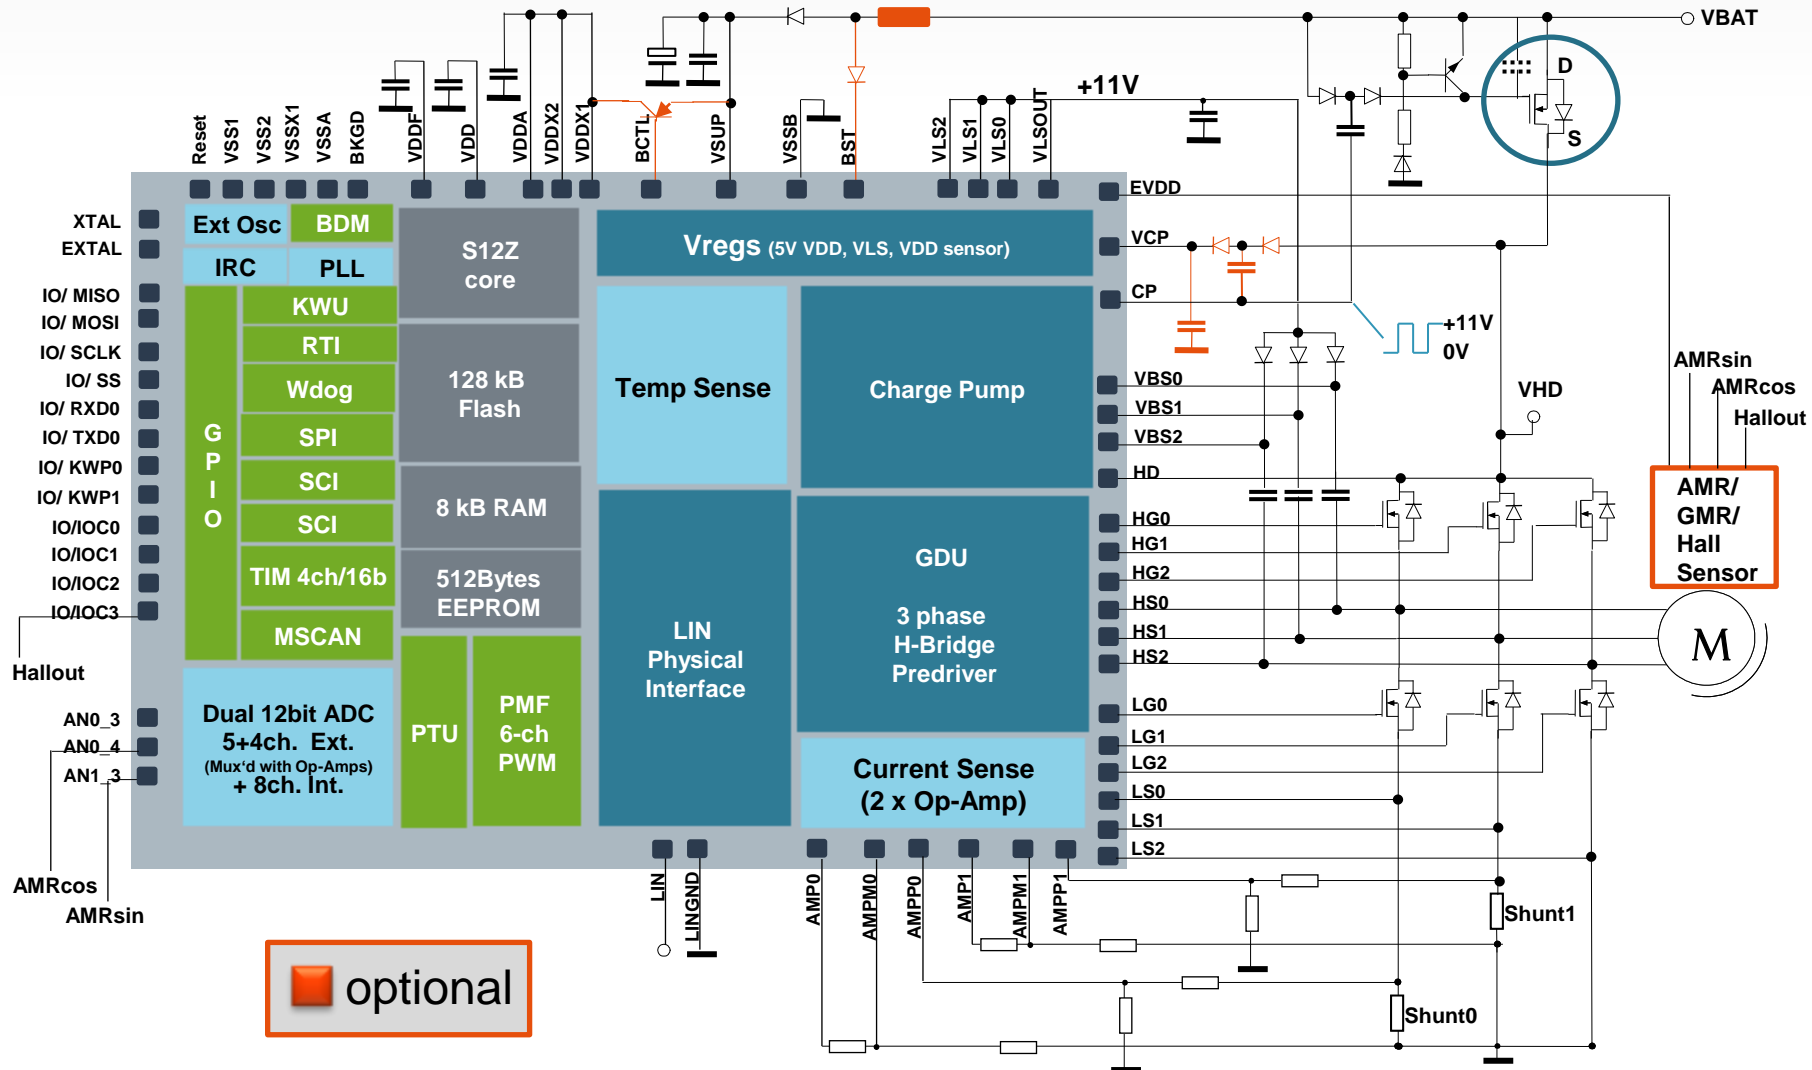 VBAT
+11V
D
S
Reset
VSS1
VSS2
VSSX1
VSSA
BKGD
VDDF
VDD
VDDA
VDDX2
VDDX1
BCTL
VSUP
VSSB
BST
VLS2
VLS1
VLS0
VLSOUT
XTAL
EXTAL
IO/ MISO
IO/ MOSI
IO/ SCLK
IO/ SS
IO/ RXD0
IO/ TXD0
IO/ KWP0
IO/ KWP1
IO/IOC0
IO/IOC1
IO/IOC2
IO/IOC3
Hallout
AN0_3
AN0_4
AN1_3
AMRcos
AMRsin
Ext Osc
BDM
IRC
PLL
GPIO
KWU
RTI
Wdog
SPI
SCI
SCI
TIM 4ch/16b
MSCAN
Dual 12bit ADC
5+4ch. Ext.
(Mux‘d with Op-Amps)
+ 8ch. Int.
S12Z
core
128 kB
Flash
8 kB RAM
512Bytes
EEPROM
PTU
PMF
6-ch
PWM
Vregs (5V VDD, VLS, VDD sensor)
Temp Sense
Charge Pump
LIN
Physical
Interface
GDU
3 phase
H-Bridge
Predriver
Current Sense
(2 x Op-Amp)
EVDD
VCP
CP
VBS0
VBS1
VBS2
HD
HG0
HG1
HG2
HS0
HS1
HS2
LG0
LG1
LG2
LS0
LS1
LS2
+11V
0V
VHD
AMRsin
AMRcos
Hallout
AMR/
GMR/
Hall
Sensor
M
LIN
LINGND
AMP0
AMPM0
AMPP0
AMP1
AMPM1
AMPP1
Shunt1
Shunt0
optional